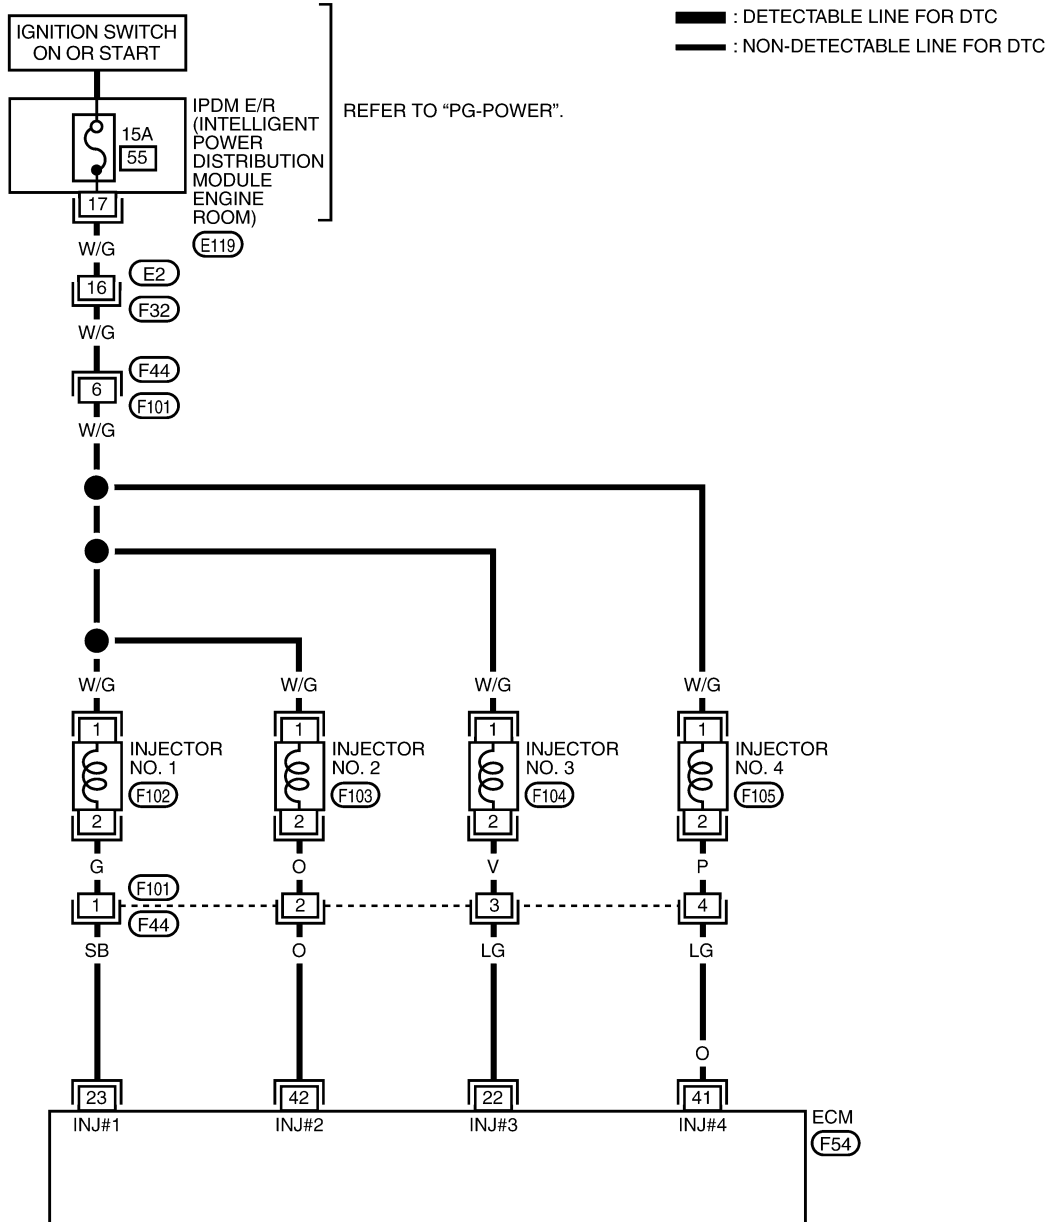 IGNITION SWITCH
ON OR START
: DETECTABLE LINE FOR DTC
: NON-DETECTABLE LINE FOR DTC
IPDM E/R
(INTELLIGENT
POWER
DISTRIBUTION
MODULE
ENGINE
ROOM)
E119
REFER TO “PG-POWER”.
15A
55
17
W/G
16
E2
F32
W/G
6
F44
F101
W/G
W/G
W/G
W/G
W/G
1
1
1
1
INJECTOR
NO. 1
F102
INJECTOR
NO. 2
F103
INJECTOR
NO. 3
F104
INJECTOR
NO. 4
F105
2
2
2
2
G
O
V
P
F101
1
2
3
4
F44
SB
O
LG
LG
O
23
42
22
41
INJ#1
INJ#2
INJ#3
INJ#4
ECM
F54